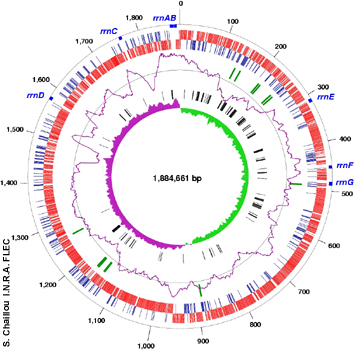 0
rrnAB
rrnC
1,800
100
1,700
200
rrnD
1,600
300
rrnE
1,500
400
rrnF
1,400
1,884,661 bp
rrnG
500
1,300
600
1,200
700
1,100
800
1,000
900
S. Chaillou I.N.R.A. FLEC